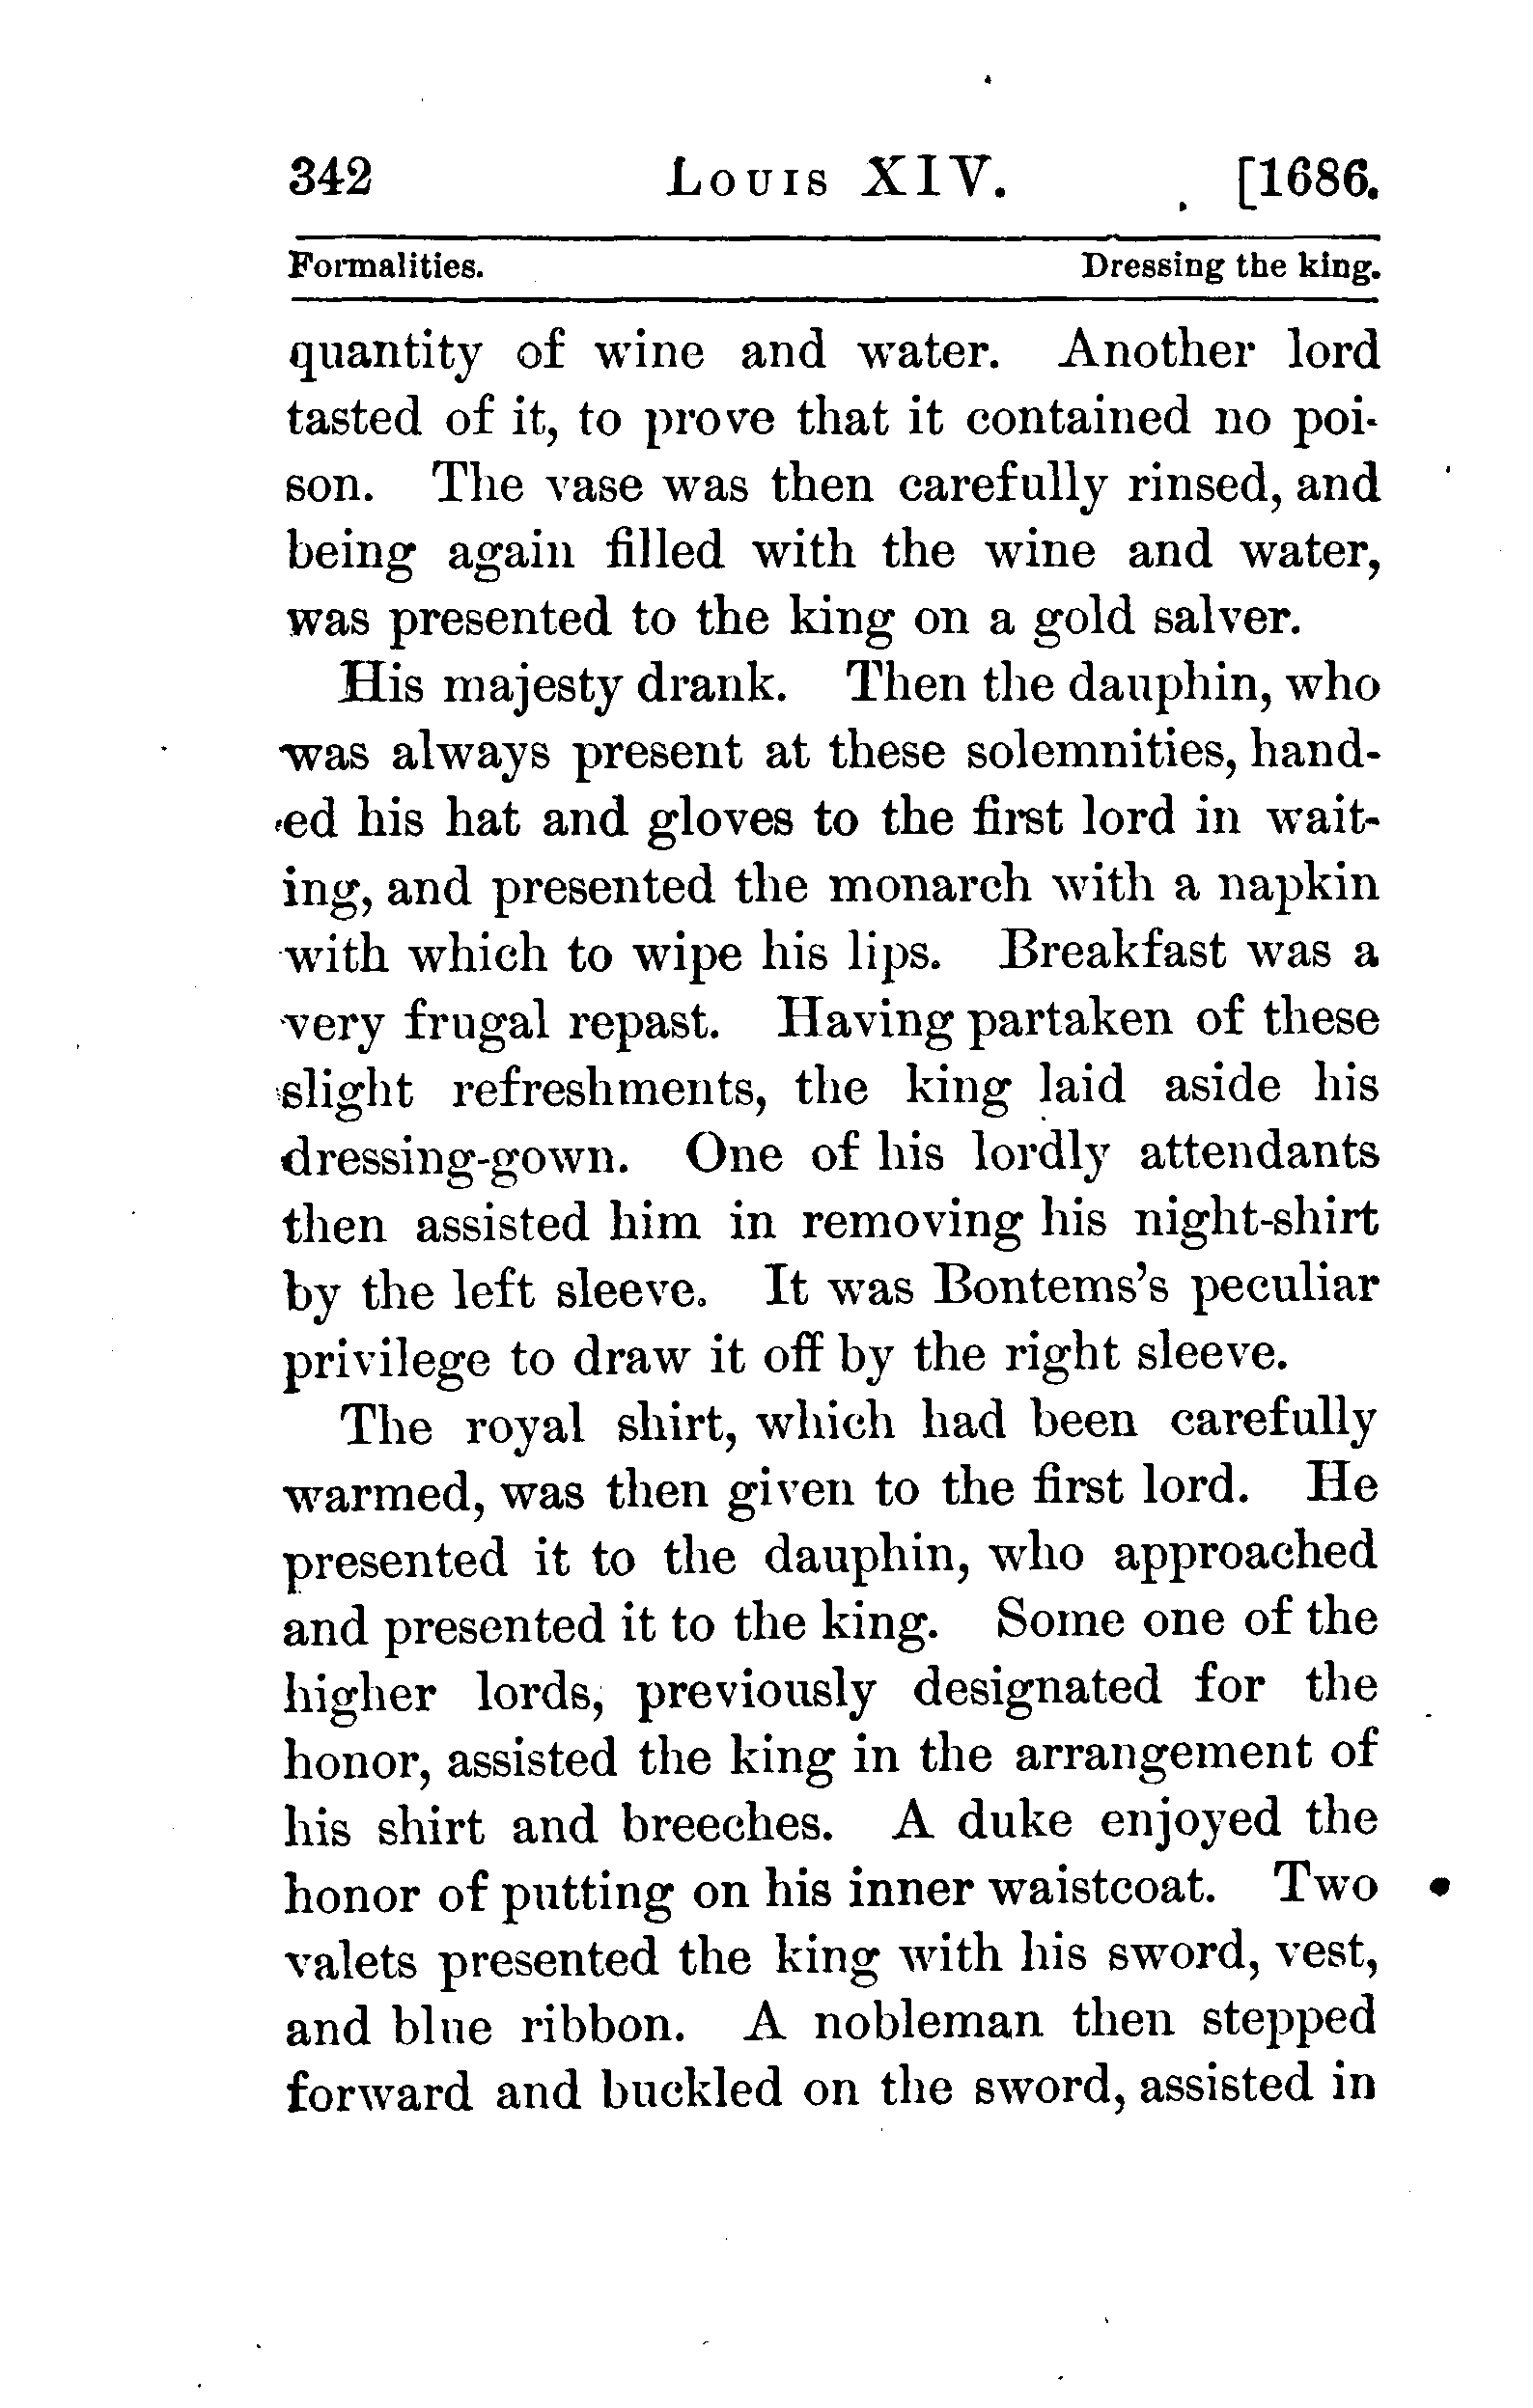 342 Louis XIV. [1686.
Formalities. Dressing the king.
quantity of wine and water. Another lord
tasted of it, to prove that it contained no poi-
son. The vase was then carefully rinsed, and
being again filled with the wine and water,
was presented to the king on a gold salver.
His majesty drank. Then the dauphin, who
was always present at these solemnities, hand-
ed his hat and gloves to the first lord in wait-
ing, and presented the monarch with a napkin
with which to wipe his lips. Breakfast was a
very frugal repast. Having partaken of these
slight refreshments, the king laid aside his
dressing-gown. One of his lordly attendants
then assisted him in removing his night-shirt
by the left sleeve. It was Bontems's peculiar
privilege to draw it off by the right sleeve.
The royal shirt, which had been carefully
warmed, was then given to the first lord. He
presented it to the dauphin, who approached
and presented it to the king. Some one of the
higher lords, previously designated for the
honor, assisted the king in the arrangement of
his shirt and breeches. A duke enjoyed the
honor of putting on his inner waistcoat. Two
valets presented the king with his sword, vest,
and blue ribbon. A nobleman then stepped
forward and buckled on the sword, assisted in